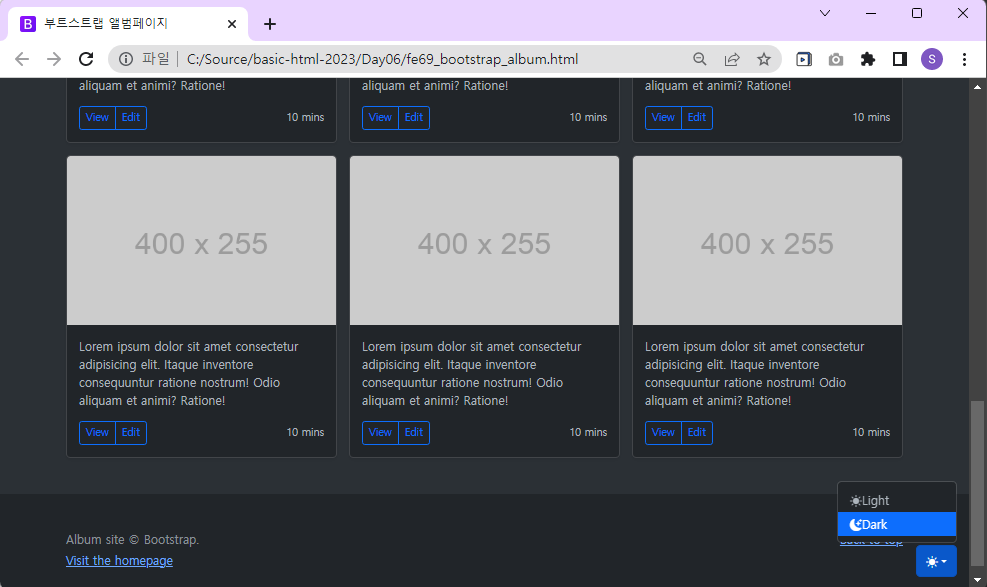 부트스트랩 앨범페이지
파일 | C:/Source/basic-html-2023/Day06/fe69_bootstrap_album.html
S
aliquam et animi? Ratione!
View Edit 10 mins
aliquam et animi? Ratione!
View Edit 10 mins
aliquam et animi? Ratione!
View Edit 10 mins
400 x 255
Lorem ipsum dolor sit amet consectetur
adipisicing elit. Itaque inventore
consequuntur ratione nostrum! Odio
aliquam et animi? Ratione!
View Edit 10 mins
400 x 255
Lorem ipsum dolor sit amet consectetur
adipisicing elit. Itaque inventore
consequuntur ratione nostrum! Odio
aliquam et animi? Ratione!
View Edit 10 mins
400 x 255
Lorem ipsum dolor sit amet consectetur
adipisicing elit. Itaque inventore
consequuntur ratione nostrum! Odio
aliquam et animi? Ratione!
View Edit 10 mins
Light
Dark
Back to top
Album site © Bootstrap.
Visit the homepage